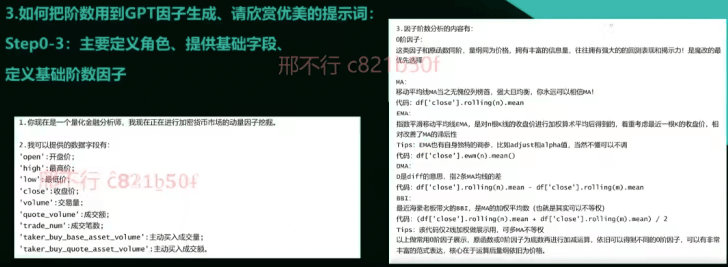 3.如何把阶数用到GPT因子生成、请欣赏优美的提示词：
Step0-3：主要定义角色、提供基础字段、
定义基础阶数因子
邢不行 c821b50f
1.你现在是一个量化金融分析师，我现在正在进行加密货币市场的动量因子挖掘。
2.我可以提供的数据字段有：
'open':开盘价;
'high':最高价;
'low':最低价;
'close':收盘价;
'volume':交易量;
'quote_volume':成交额;
'trade_num':成交笔数;
'taker_buy_base_asset_volume':主动买入成交量;
'taker_buy_quote_asset_volume':主动买入成交额。
邢不行 c821b50f
3.因子阶数分析的内容有：
0阶因子：
这类因子和原函数同阶，量纲同为价格，拥有丰富的信息量，往往拥有强大的的回测表现和揭示力！是魔改的最
优先选择
MA：
移动平均线MA当之无愧位列榜首，强大且均衡，你永远可以相信MA！
代码：df['close'].rolling(n).mean
EMA：
指数平滑移动平均线EMA，是对n根K线的收盘价进行加权算术平均后得到的，着重考虑最近一根K的收盘价，相
对改善了MA的滞后性
Tips：EMA也有自身独特的调参，比如adjust和alpha值，当然不懂可以不调
代码：df['close'].ewm(n).mean()
DMA：
D是diff的意思，指2条MA均线的差
代码：df['close'].rolling(n).mean - df['close'].rolling(m).mean
BBI：
最近海豪老板带火的BBI，是MA的加权平均数（也就是其实可以不等权）
代码：(df['close'].rolling(n).mean + df['close'].rolling(m).mean) / 2
Tips：该代码仅2线加权做展示用，可多MA不等权
以上做常用0阶因子展示，原函数或0阶因子为底数再进行加减运算，依旧可以得到不同的0阶因子，可以有非常
丰富的范式表达，核心在于运算后量纲依旧为价格。